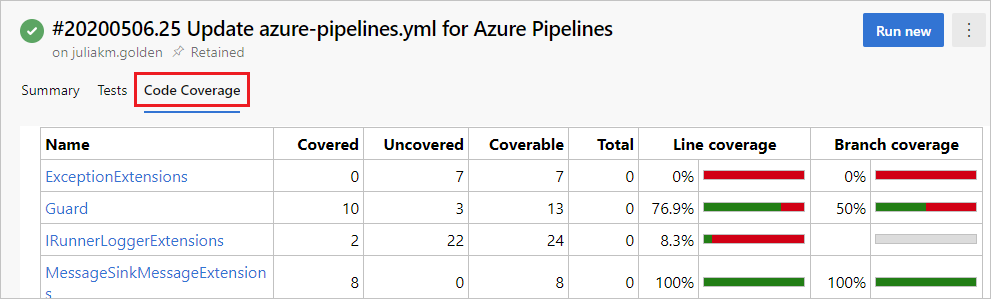 #20200506.25 Update azure-pipelines.yml for Azure Pipelines
on juliakm.golden Retained
Run new
Summary Tests Code Coverage
Name Covered Uncovered Coverable Total Line coverage Branch coverage
ExceptionExtensions 0 7 7 0 0% 0%
Guard 10 3 13 0 76.9% 50%
IRunnerLoggerExtensions 2 22 24 0 8.3%
MessageSinkMessageExtension
s 8 0 8 0 100% 100%